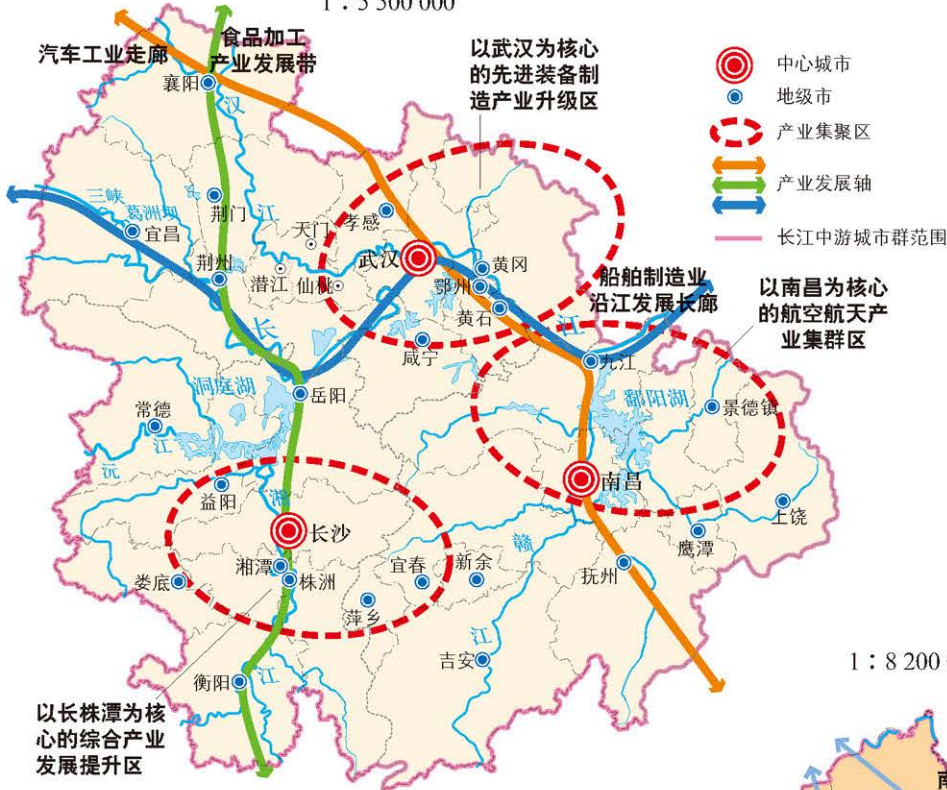 1：5 500 000
汽车工业走廊
食品加工
产业发展带
以武汉为核心
的先进装备制
造产业升级区
中心城市
地级市
产业集聚区
产业发展轴
长江中游城市群范围
襄阳
汉
江
三峡
葛洲坝
宜昌
长
荆门
荆州
天门
潜江
仙桃
孝感
武汉
黄冈
鄂州
黄石
咸宁
船舶制造业
沿江发展长廊
以南昌为核心
的航空航天产
业集群区
长
江
九江
洞庭湖
岳阳
鄱阳湖
景德镇
常德
沅
江
益阳
湘
长沙
南昌
上饶
鹰潭
湘潭
株洲
娄底
宜春
新余
萍乡
赣
抚州
江
吉安
衡阳
江
以长株潭为核
心的综合产业
发展提升区
1：8 200